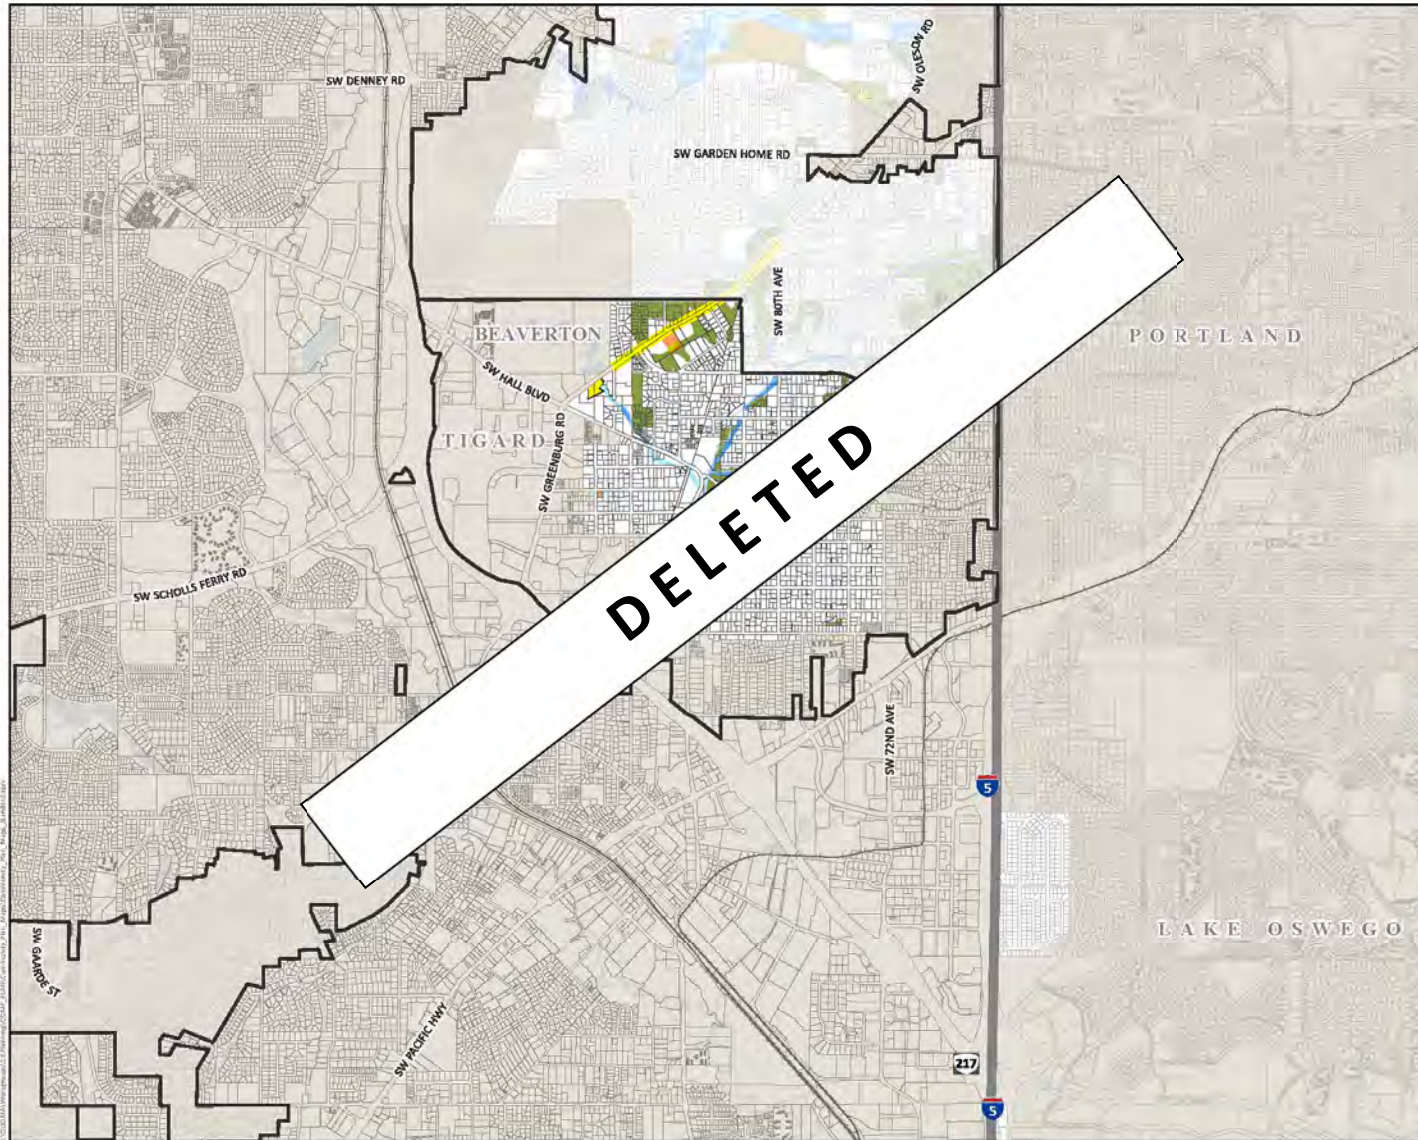 SW OLESON RD
SW DENNEY RD
SW GARDEN HOME RD
SW 80TH AVE
BEAVERTON
PORTLAND
SW HALL BLVD
TIGARD
SW GREENBURG RD
DELETED
SW SCHOLLS FERRY RD
SW 72ND AVE
5
LAKE OSWEGO
SW GAARDE ST
SW PACIFIC HWY
217
5